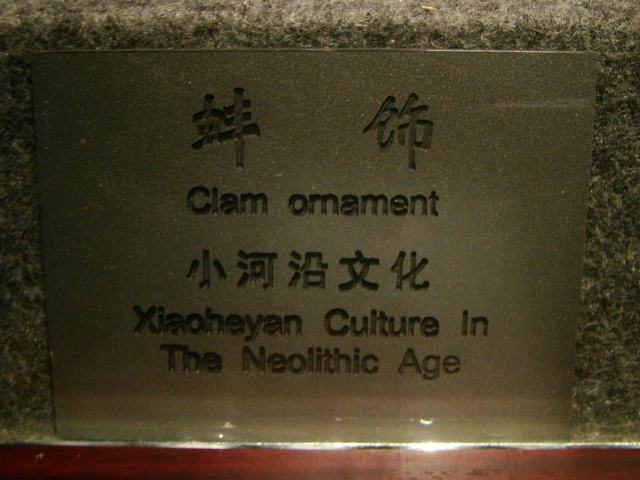 蚌饰
Clam ornament
小河沿文化
Xiaoheyan Culture In
The Neolithic Age